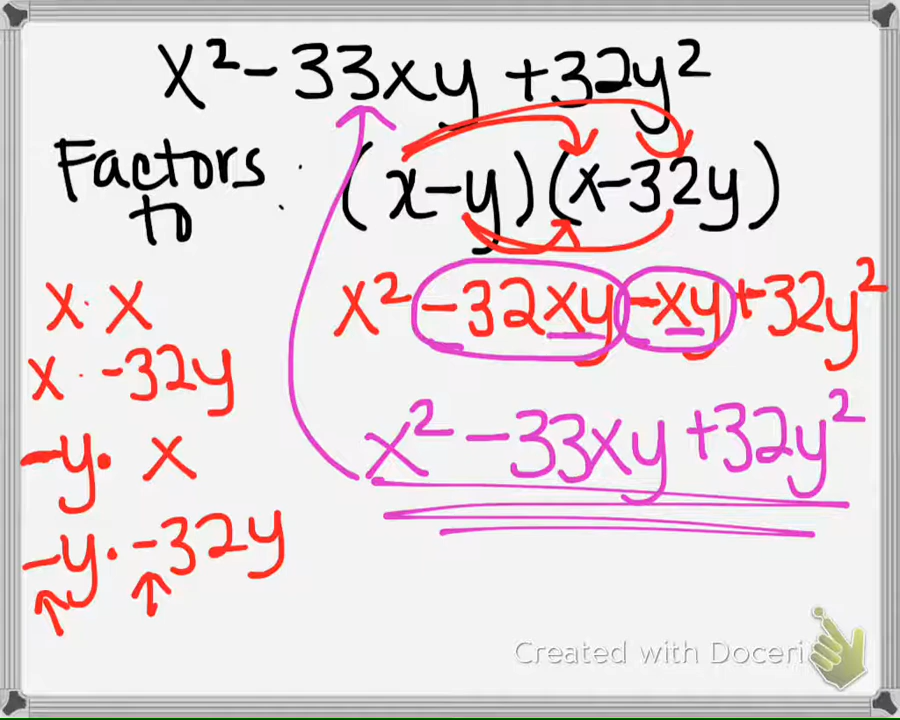 x² - 33xy + 32y²
Factors to
(x-y)(x-32y)
x² -32xy -xy +32y²
x² -33xy +32y²
x · x
x · -32y
-y · x
-y · -32y
Created with Doceri